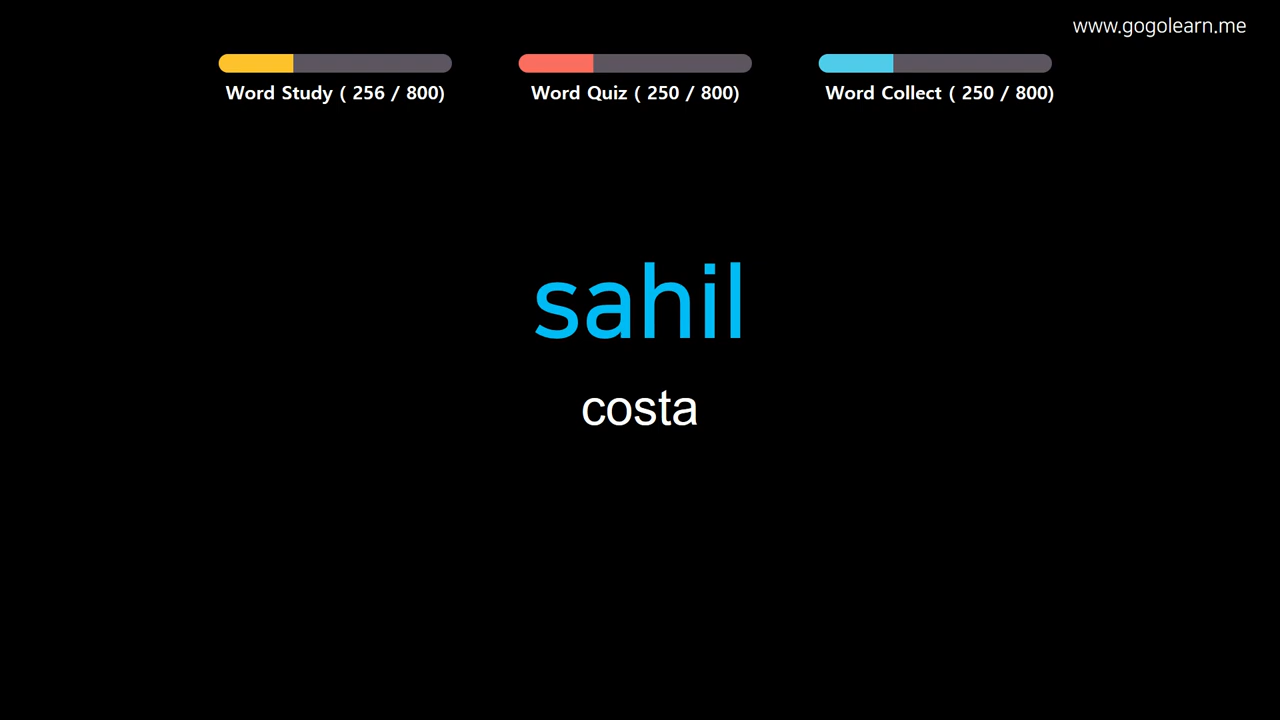 www.gogolearn.me
Word Study ( 256 / 800)
Word Quiz ( 250 / 800)
Word Collect ( 250 / 800)
sahil
costa